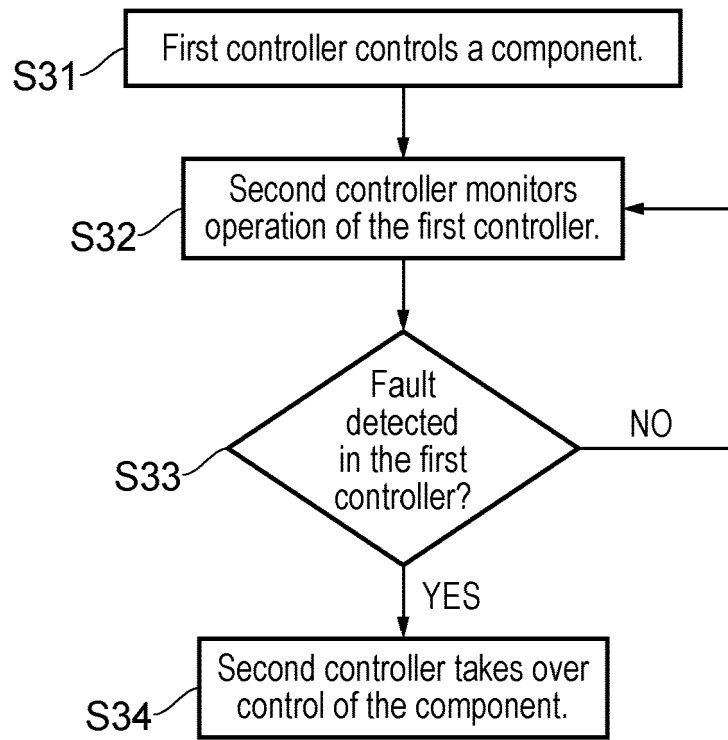 First controller controls a component.
S31
Second controller monitors
operation of the first controller.
S32
Fault
detected
in the first
controller?
NO
S33
YES
Second controller takes over
control of the component.
S34